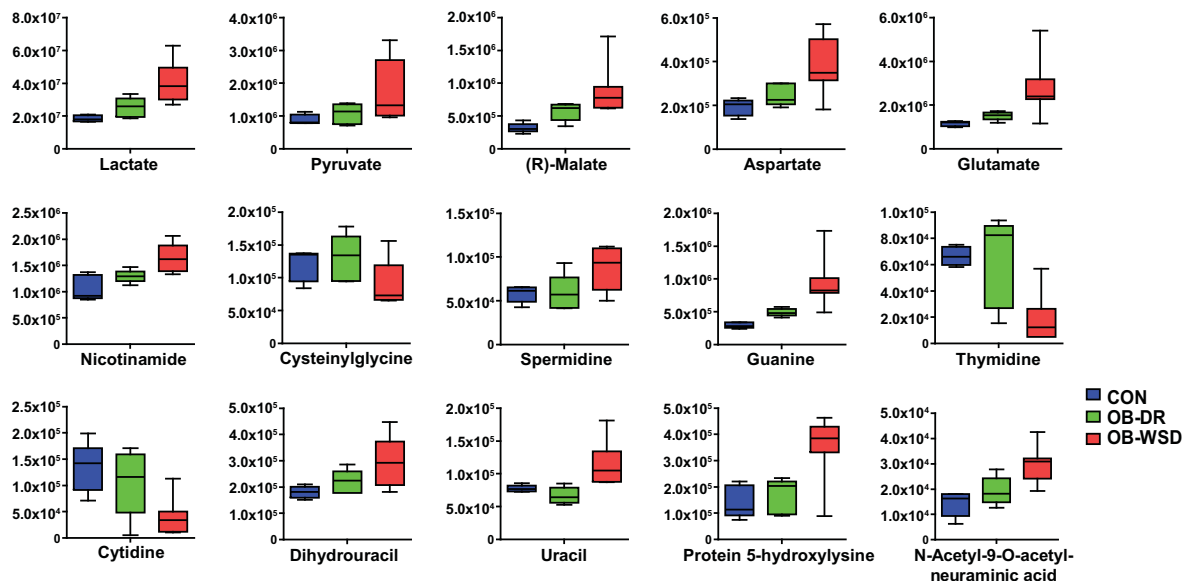 8.0x10⁷
6.0x10⁷
4.0x10⁷
2.0x10⁷
0
Lactate
4.0x10⁶
3.0x10⁶
2.0x10⁶
1.0x10⁶
0
Pyruvate
2.0x10⁶
1.5x10⁶
1.0x10⁶
5.0x10⁵
0
(R)-Malate
6.0x10⁵
4.0x10⁵
2.0x10⁵
0
Aspartate
6.0x10⁶
4.0x10⁶
2.0x10⁶
0
Glutamate
2.5x10⁶
2.0x10⁶
1.5x10⁶
1.0x10⁶
5.0x10⁵
0
Nicotinamide
2.0x10⁵
1.5x10⁵
1.0x10⁵
5.0x10⁴
0
Cysteinylglycine
1.5x10⁵
1.0x10⁵
5.0x10⁴
0
Spermidine
2.0x10⁶
1.5x10⁶
1.0x10⁶
5.0x10⁵
0
Guanine
1.0x10⁵
8.0x10⁴
6.0x10⁴
4.0x10⁴
2.0x10⁴
0
Thymidine
2.5x10⁵
2.0x10⁵
1.5x10⁵
1.0x10⁵
5.0x10⁴
0
Cytidine
5.0x10⁵
4.0x10⁵
3.0x10⁵
2.0x10⁵
1.0x10⁵
0
Dihydrouracil
2.0x10⁵
1.5x10⁵
1.0x10⁵
5.0x10⁴
0
Uracil
5.0x10⁵
4.0x10⁵
3.0x10⁵
2.0x10⁵
1.0x10⁵
0
Protein 5-hydroxylysine
5.0x10⁴
4.0x10⁴
3.0x10⁴
2.0x10⁴
1.0x10⁴
0
N-Acetyl-9-O-acetyl-
neuraminic acid
CON
OB-DR
OB-WSD